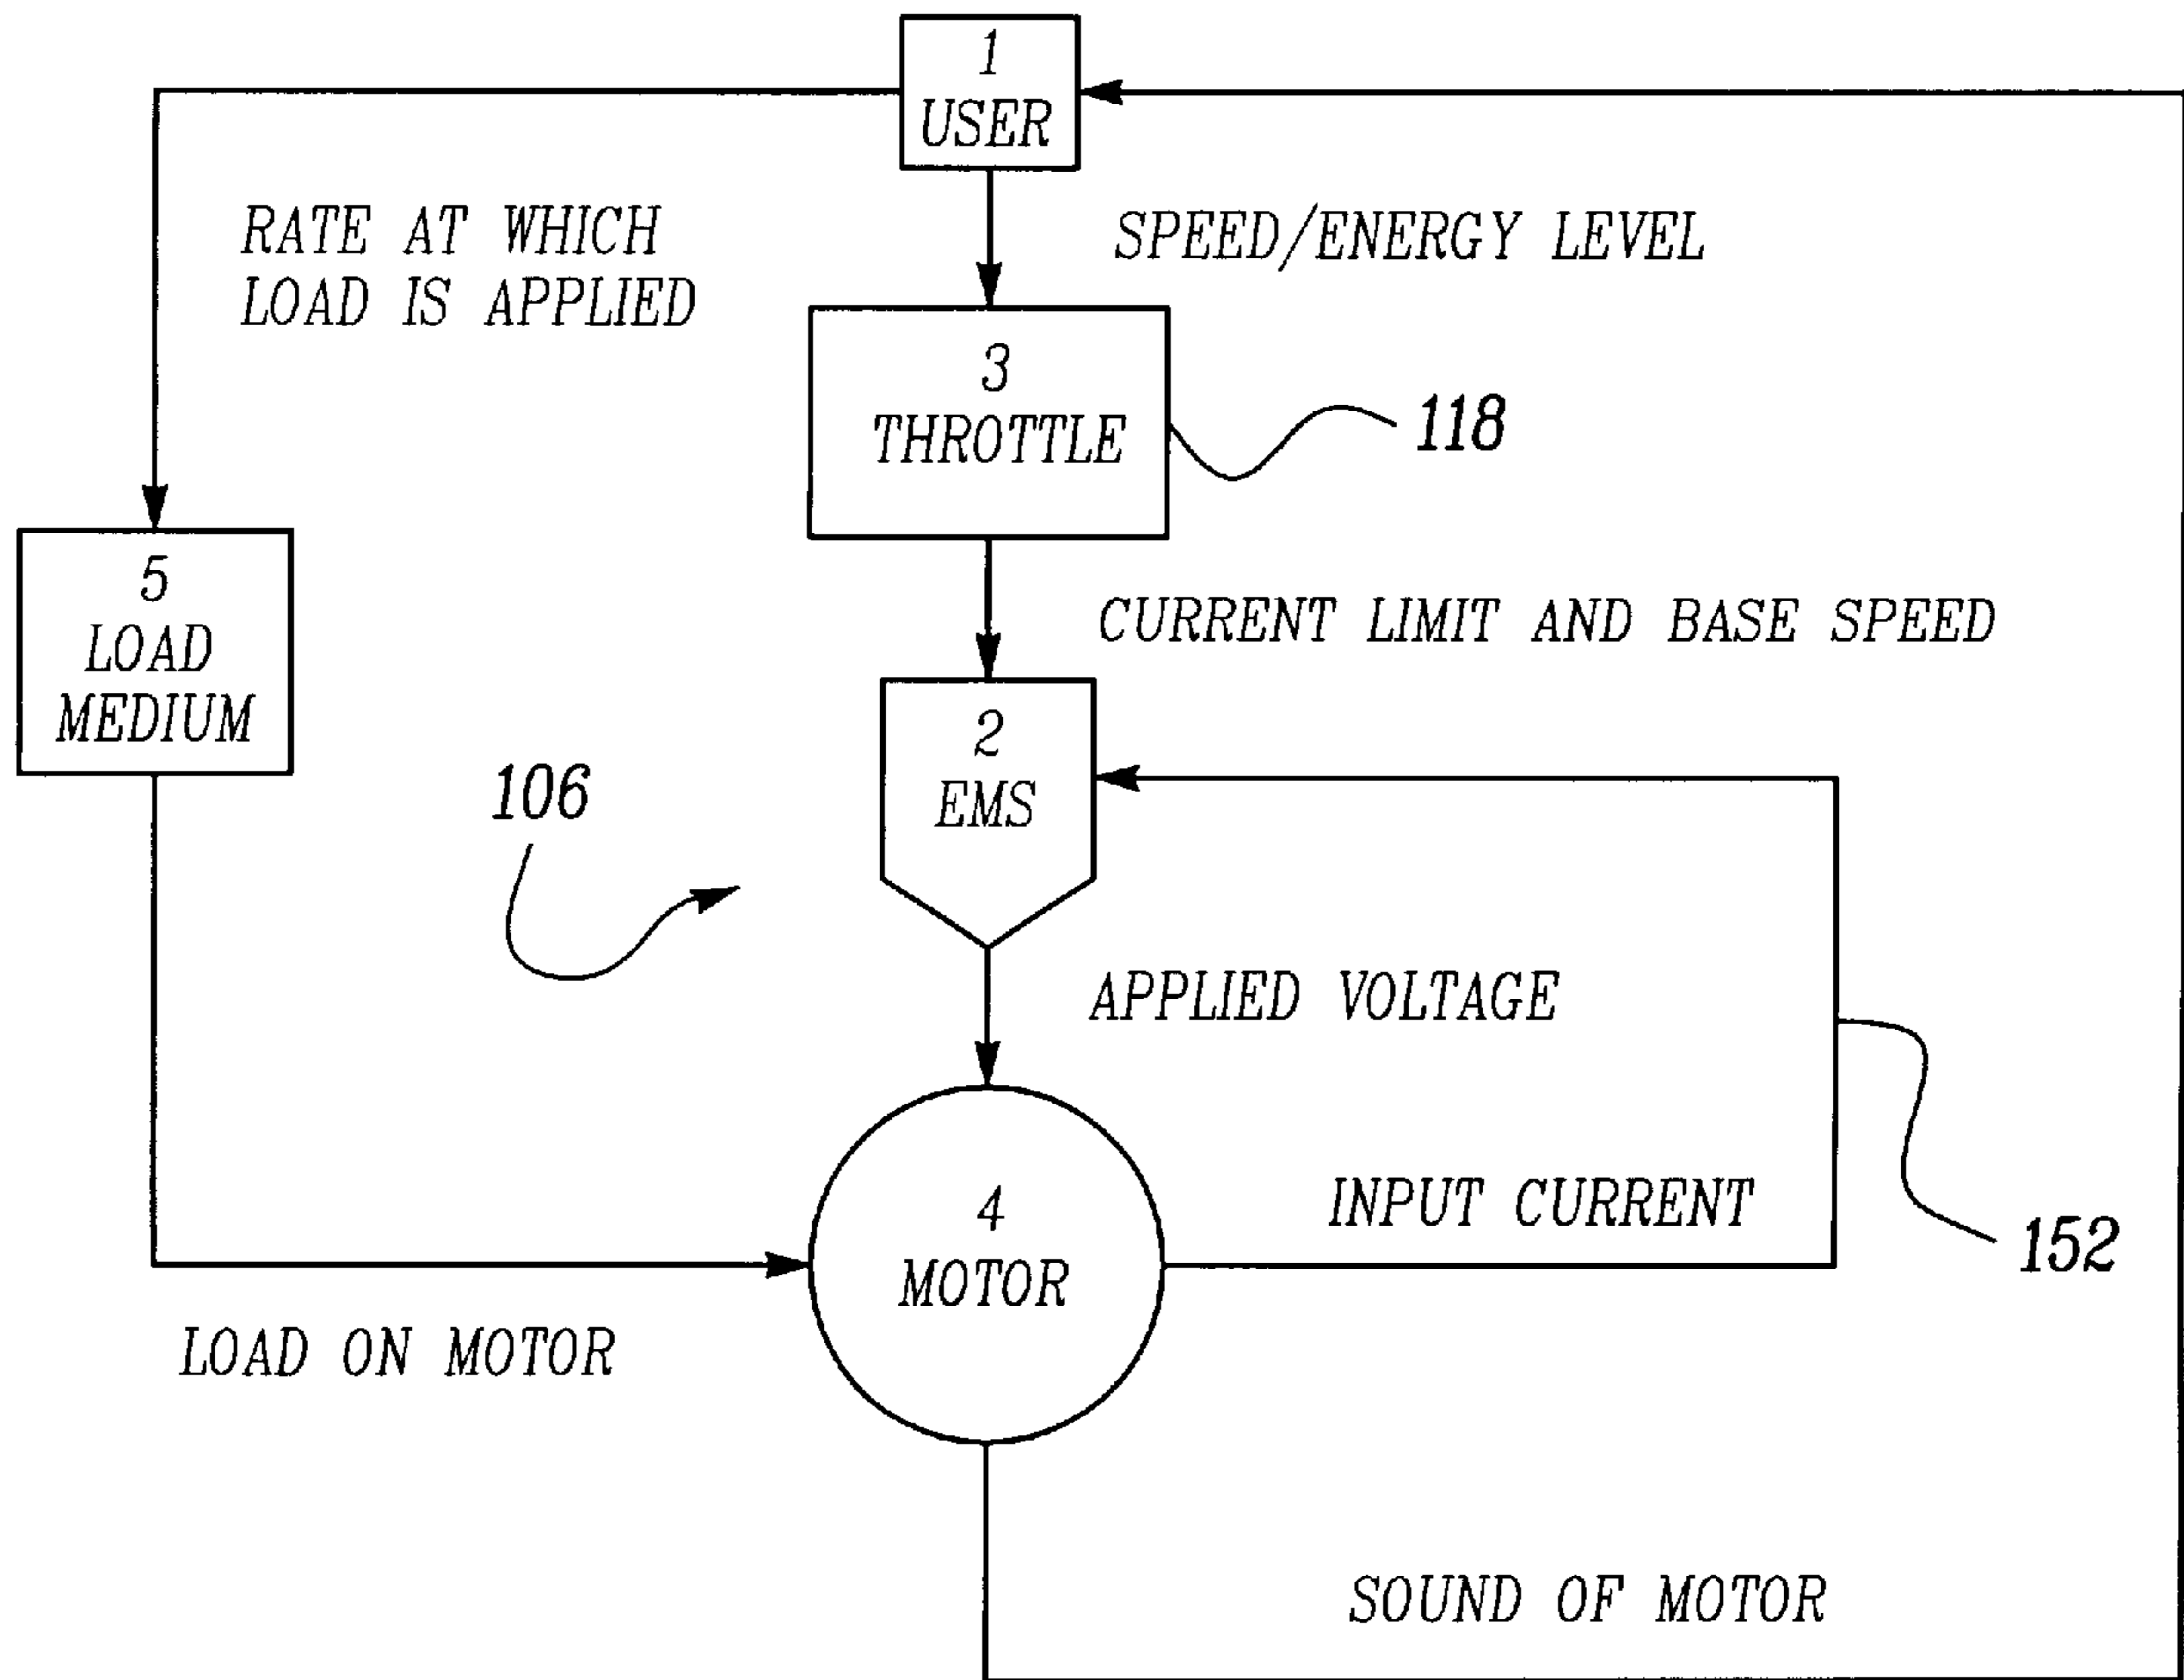 1
USER
RATE AT WHICH
LOAD IS APPLIED
SPEED/ENERGY LEVEL
3
THROTTLE
118
5
LOAD
MEDIUM
CURRENT LIMIT AND BASE SPEED
2
EMS
106
APPLIED VOLTAGE
4
MOTOR
INPUT CURRENT
152
LOAD ON MOTOR
SOUND OF MOTOR